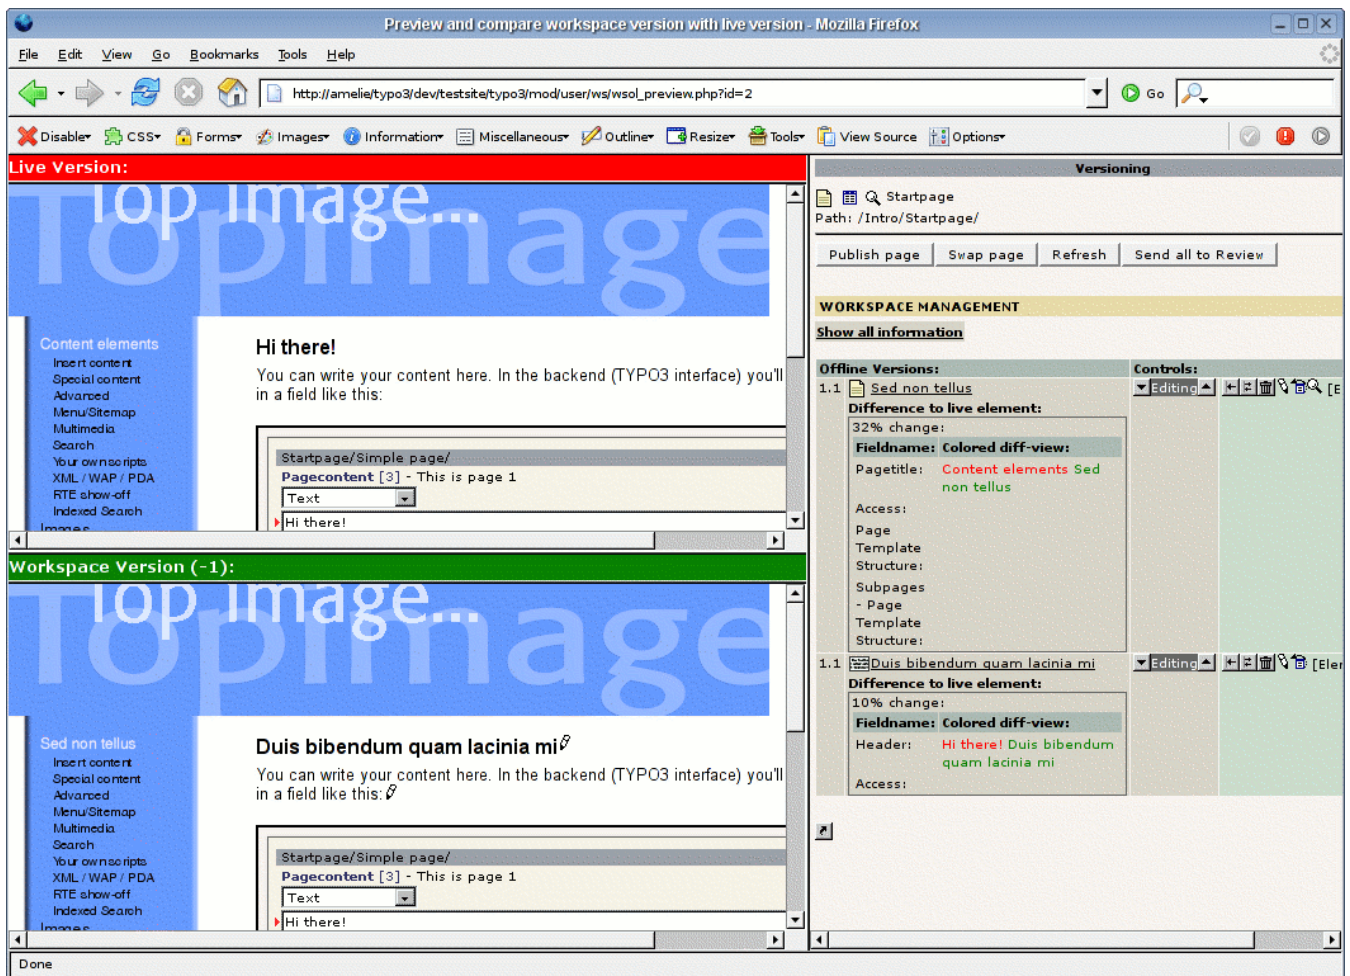 Preview and compare workspace version with live version - Mozilla Firefox
File Edit View Go Bookmarks Tools Help
http://amelie/typo3/dev/testsite/typo3/mod/user/ws/wsol_preview.php?id=2
Go
Disable CSS Forms Images Information Miscellaneous Outline Resize Tools View Source Options
Live Version:
Top image...
TopImage
Content elements
Insert content
Special content
Advanced
Menu/Sitemap
Multimedia
Search
Your own scripts
XML / WAP / PDA
RTE show-off
Indexed Search
Images
Hi there!
You can write your content here. In the backend (TYPO3 interface) you'll
in a field like this:
Startpage/Simple page/
Pagecontent [3] - This is page 1
Text
Hi there!
Workspace Version (-1):
Top image...
TopImage
Sed non tellus
Insert content
Special content
Advanced
Menu/Sitemap
Multimedia
Search
Your own scripts
XML / WAP / PDA
RTE show-off
Indexed Search
Images
Duis bibendum quam lacinia mi
You can write your content here. In the backend (TYPO3 interface) you'll
in a field like this:
Startpage/Simple page/
Pagecontent [3] - This is page 1
Text
Hi there!
Versioning
Startpage
Path: /Intro/Startpage/
Publish page Swap page Refresh Send all to Review
WORKSPACE MANAGEMENT
Show all information
Offline Versions: Controls:
1.1 Sed non tellus Editing [E
Difference to live element:
32% change:
Fieldname: Colored diff-view:
Pagetitle: Content elements Sed
non tellus
Access:
Page
Template
Structure:
Subpages
- Page
Template
Structure:
1.1 Duis bibendum quam lacinia mi Editing [Eler
Difference to live element:
10% change:
Fieldname: Colored diff-view:
Header: Hi there! Duis bibendum
quam lacinia mi
Access:
Done